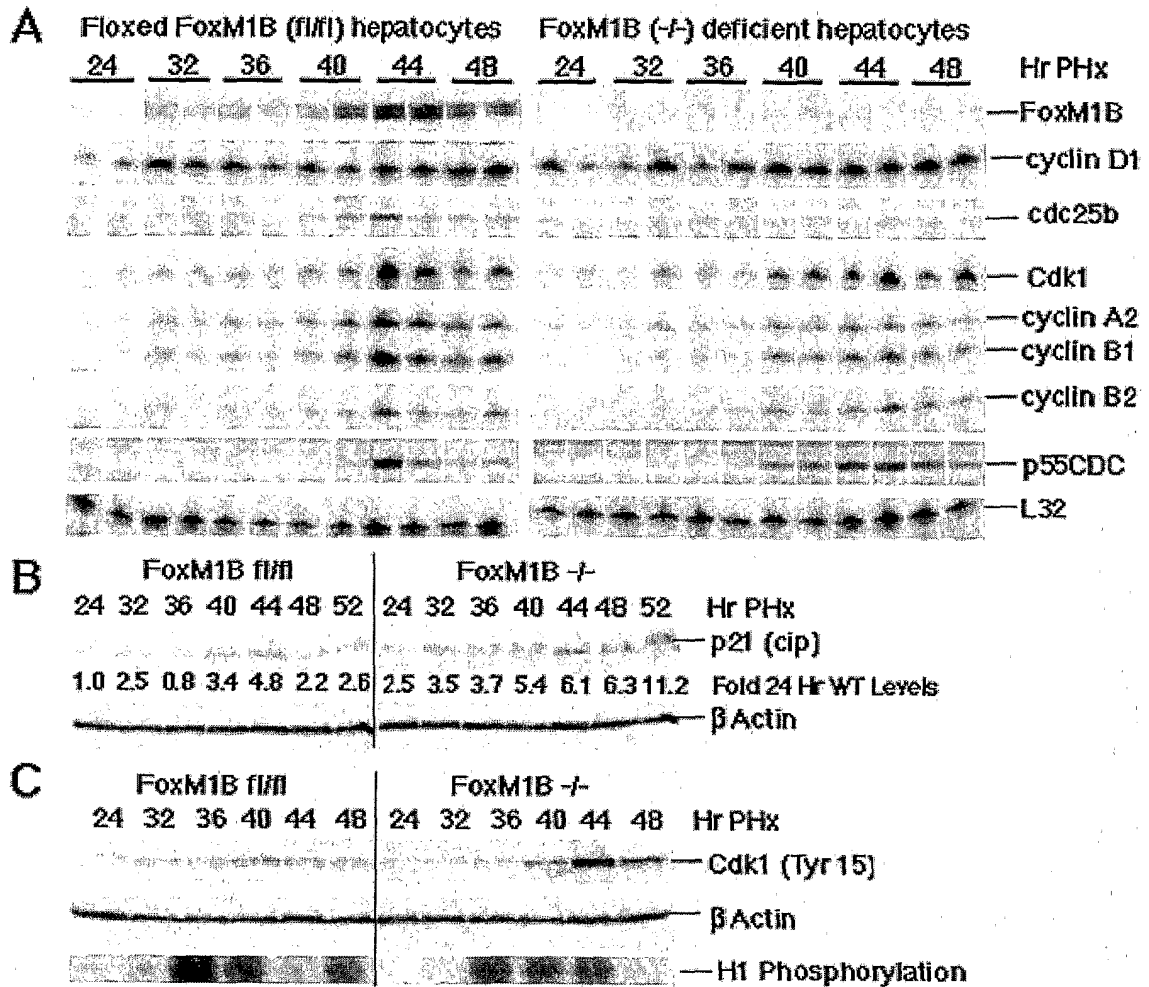 A
Floxed FoxM1B (fl/fl) hepatocytes FoxM1B (-/-) deficient hepatocytes
24 32 36 40 44 48 24 32 36 40 44 48 Hr PHx
FoxM1B
cyclin D1
cdc25b
Cdk1
cyclin A2
cyclin B1
cyclin B2
p55CDC
L32
B
FoxM1B fl/fl FoxM1B -/-
24 32 36 40 44 48 52 24 32 36 40 44 48 52 Hr PHx
p21 (cip)
1.0 2.5 0.8 3.4 4.8 2.2 2.6 2.5 3.5 3.7 5.4 6.1 6.3 11.2 Fold 24 Hr WT Levels
β Actin
C
FoxM1B fl/fl FoxM1B -/-
24 32 36 40 44 48 24 32 36 40 44 48 Hr PHx
Cdk1 (Tyr 15)
β Actin
H1 Phosphorylation